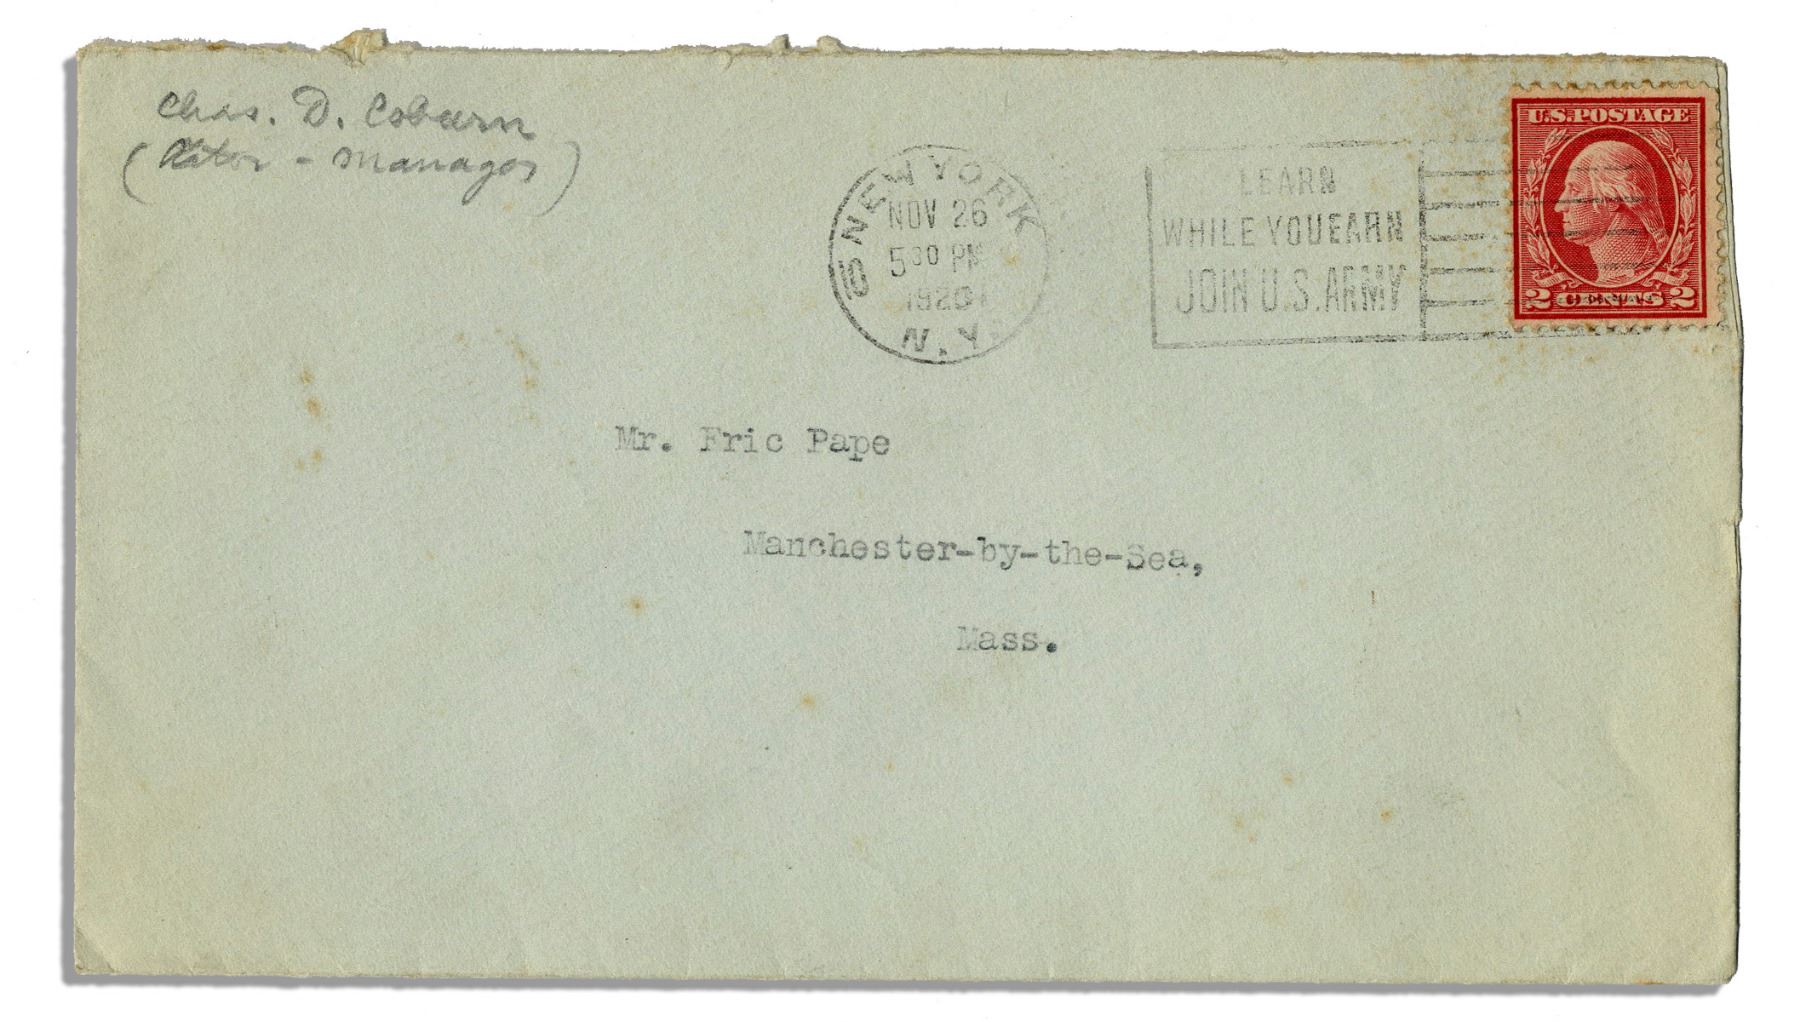 Chas. D. Coburn
(Actor - Manager)
NEW YORK
NOV 26
5 30 PM
1920
N.Y.
LEARN
WHILE YOU EARN
JOIN U.S. ARMY
U.S. POSTAGE
2 CENTS 2
Mr. Eric Pape
Manchester-by-the-Sea,
Mass.